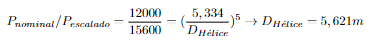 P_nominal/P_escalado = 12000/15600 = (5,334/D_Hélice)^5 → D_Hélice = 5,621m